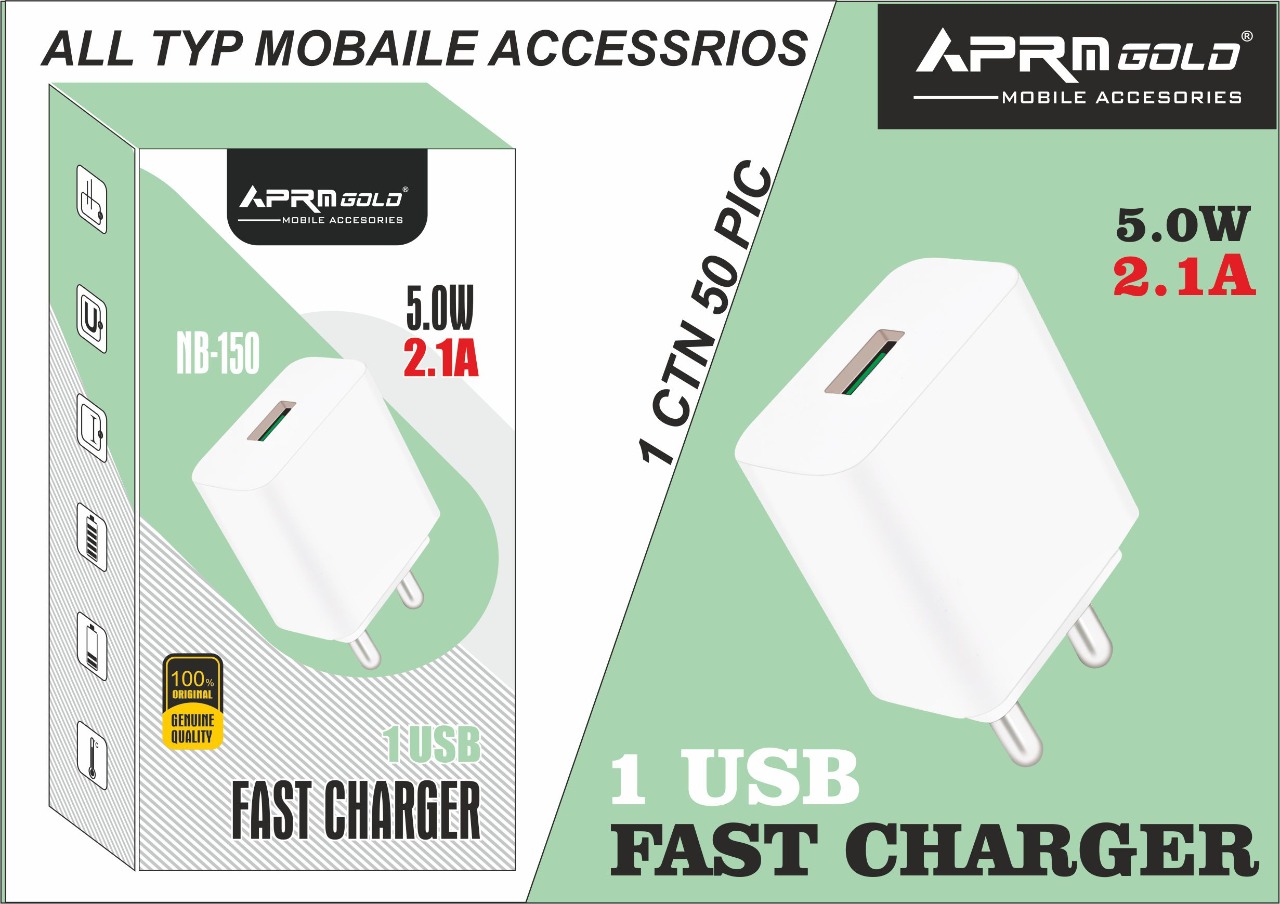 ALL TYP MOBAILE ACCESSRIOS
APRM GOLD®
MOBILE ACCESORIES
5.0W
2.1A
NB-150
100%
ORIGINAL
GENUINE
QUALITY
1 USB
FAST CHARGER
1 CTN 50 PIC
APRM GOLD®
MOBILE ACCESORIES
5.0W
2.1A
1 USB
FAST CHARGER